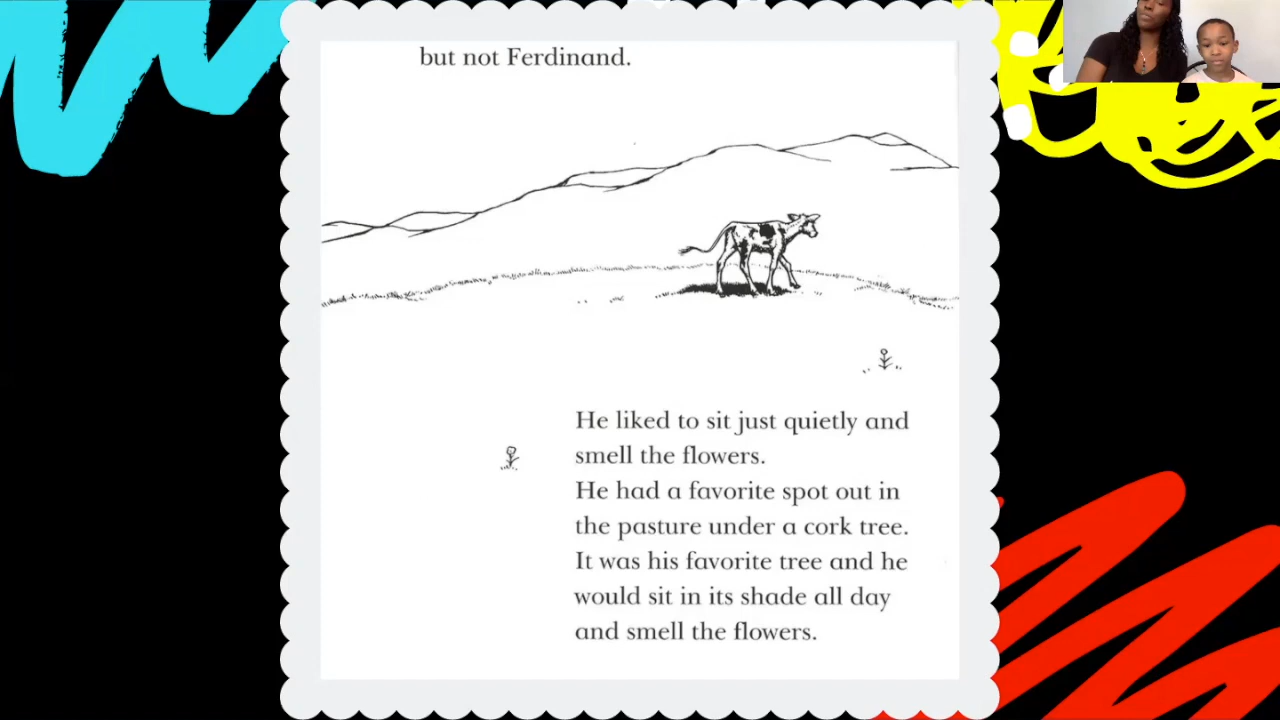 but not Ferdinand.
He liked to sit just quietly and
smell the flowers.
He had a favorite spot out in
the pasture under a cork tree.
It was his favorite tree and he
would sit in its shade all day
and smell the flowers.